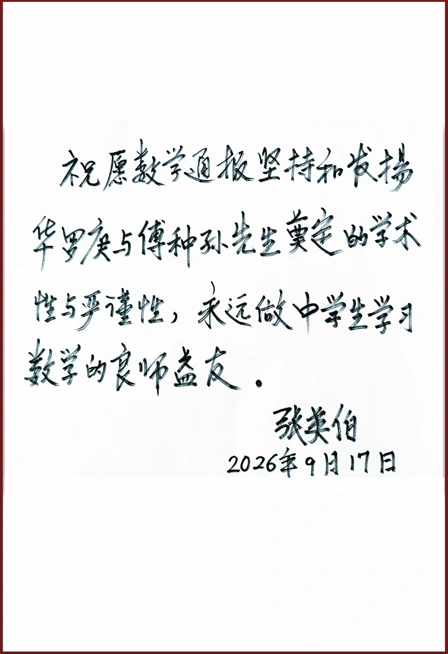 祝愿数学通报坚持和发揚
华罗庚与傅种孙先生奠定的学术
性与严谨性，永远做中学生学习
数学的良师益友。
张英伯
2026年9月17日